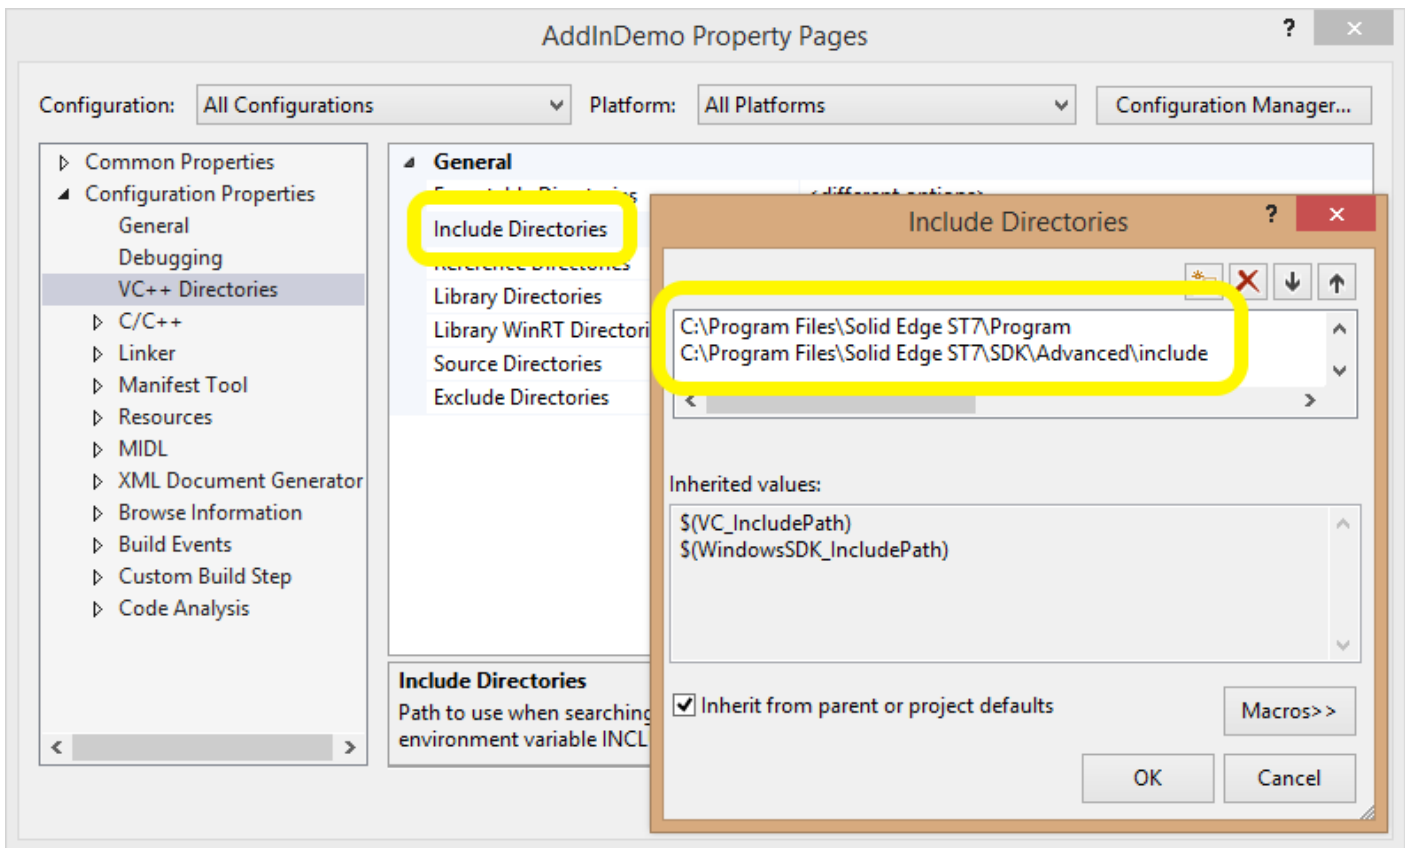 AddInDemo Property Pages
?
Configuration: All Configurations Platform: All Platforms Configuration Manager...
Common Properties
Configuration Properties
General
Debugging
VC++ Directories
C/C++
Linker
Manifest Tool
Resources
MIDL
XML Document Generator
Browse Information
Build Events
Custom Build Step
Code Analysis
General
Include Directories
Reference Directories
Library Directories
Library WinRT Directori
Source Directories
Exclude Directories
Include Directories
Path to use when searching
environment variable INCL
Include Directories
?
C:\Program Files\Solid Edge ST7\Program
C:\Program Files\Solid Edge ST7\SDK\Advanced\include
Inherited values:
$(VC_IncludePath)
$(WindowsSDK_IncludePath)
Inherit from parent or project defaults
Macros>>
OK Cancel